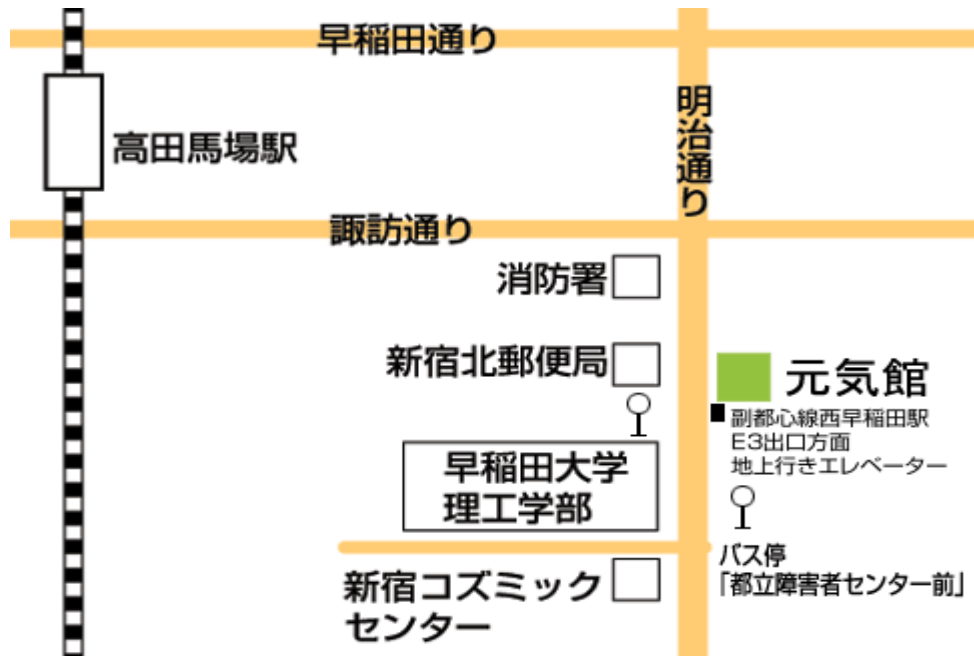 早稲田通り
高田馬場駅
明治通り
諏訪通り
消防署
新宿北郵便局
元気館
副都心線西早稲田駅
E3出口方面
地上行きエレベーター
早稲田大学
理工学部
バス停
「都立障害者センター前」
新宿コズミック
センター